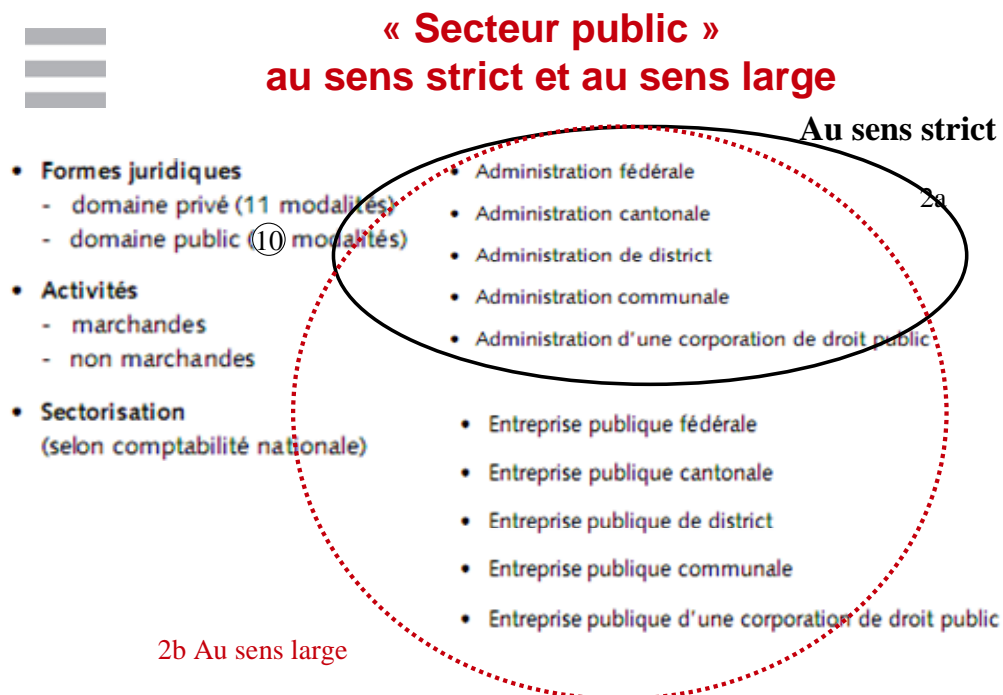 « Secteur public »
au sens strict et au sens large
Au sens strict
• Formes juridiques
- domaine privé (11 modalités)
- domaine public (10 modalités)
• Activités
- marchandes
- non marchandes
• Sectorisation
(selon comptabilité nationale)
• Administration fédérale
2a
• Administration cantonale
• Administration de district
• Administration communale
• Administration d'une corporation de droit public
• Entreprise publique fédérale
• Entreprise publique cantonale
• Entreprise publique de district
• Entreprise publique communale
• Entreprise publique d'une corporation de droit public
2b Au sens large